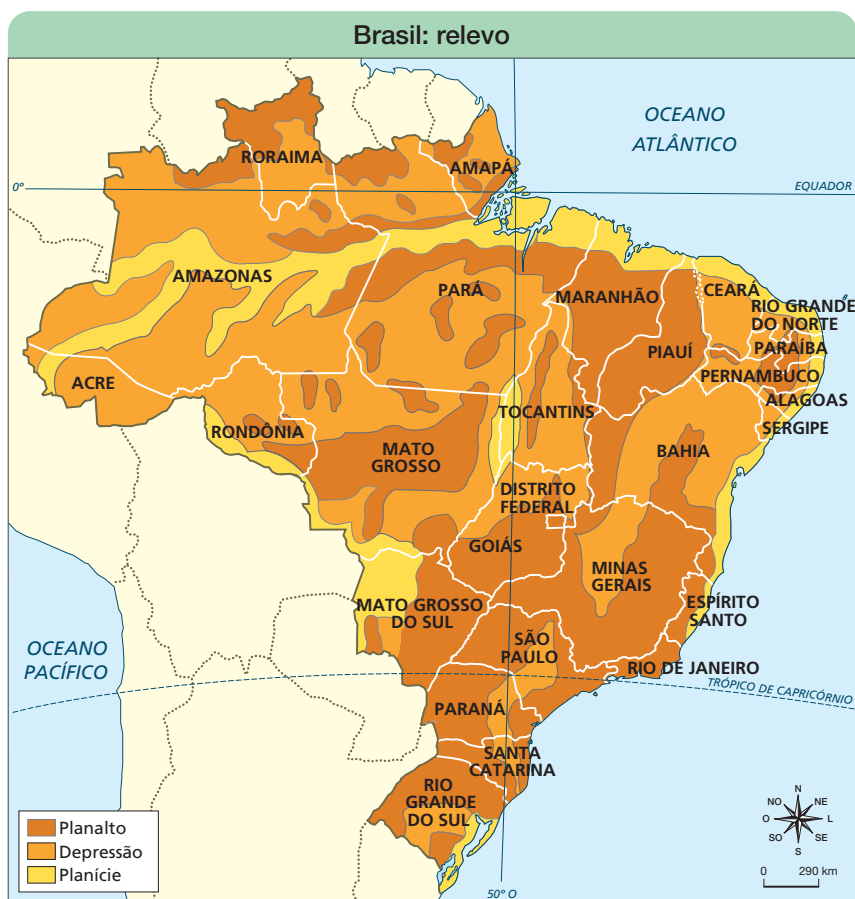 Brasil: relevo
OCEANO
ATLÂNTICO
RORAIMA
AMAPÁ
0º
EQUADOR
AMAZONAS
PARÁ
MARANHÃO
CEARÁ
RIO GRANDE
DO NORTE
PARAÍBA
PIAUÍ
PERNAMBUCO
ACRE
ALAGOAS
TOCANTINS
SERGIPE
RONDÔNIA
MATO
GROSSO
BAHIA
DISTRITO
FEDERAL
GOIÁS
MINAS
GERAIS
MATO GROSSO
DO SUL
ESPÍRITO
SANTO
OCEANO
PACÍFICO
SÃO
PAULO
RIO DE JANEIRO
TRÓPICO DE CAPRICÓRNIO
PARANÁ
SANTA
CATARINA
RIO
GRANDE
DO SUL
N
NO
NE
O
L
SO
SE
S
Planalto
Depressão
Planície
0
290 km
50º O